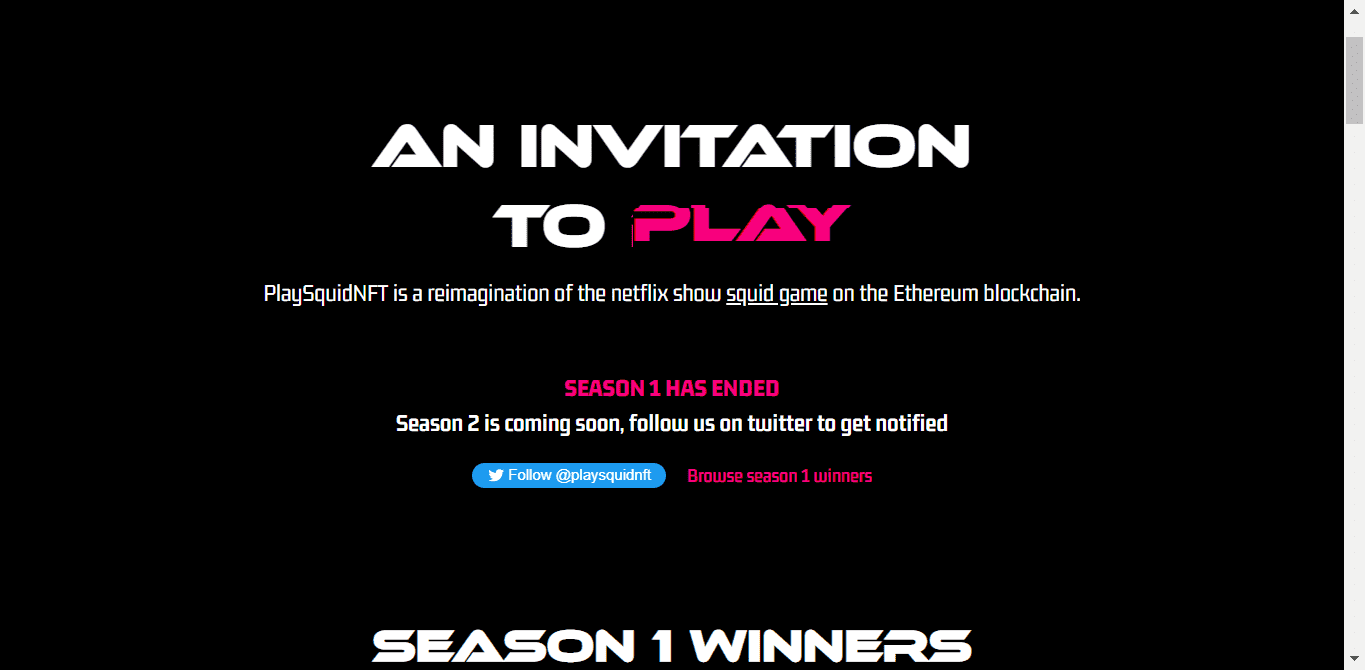 AN INVITATION
TO PLAY
PlaySquidNFT is a reimagination of the netflix show squid game on the Ethereum blockchain.
SEASON 1 HAS ENDED
Season 2 is coming soon, follow us on twitter to get notified
Follow @playsquidnft
Browse season 1 winners
SEASON 1 WINNERS